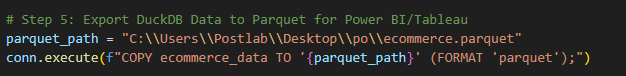 # Step 5: Export DuckDB Data to Parquet for Power BI/Tableau
parquet_path = "C:\\Users\\Postlab\\Desktop\\po\\ecommerce.parquet"
conn.execute(f"COPY ecommerce_data TO '{parquet_path}' (FORMAT 'parquet');")